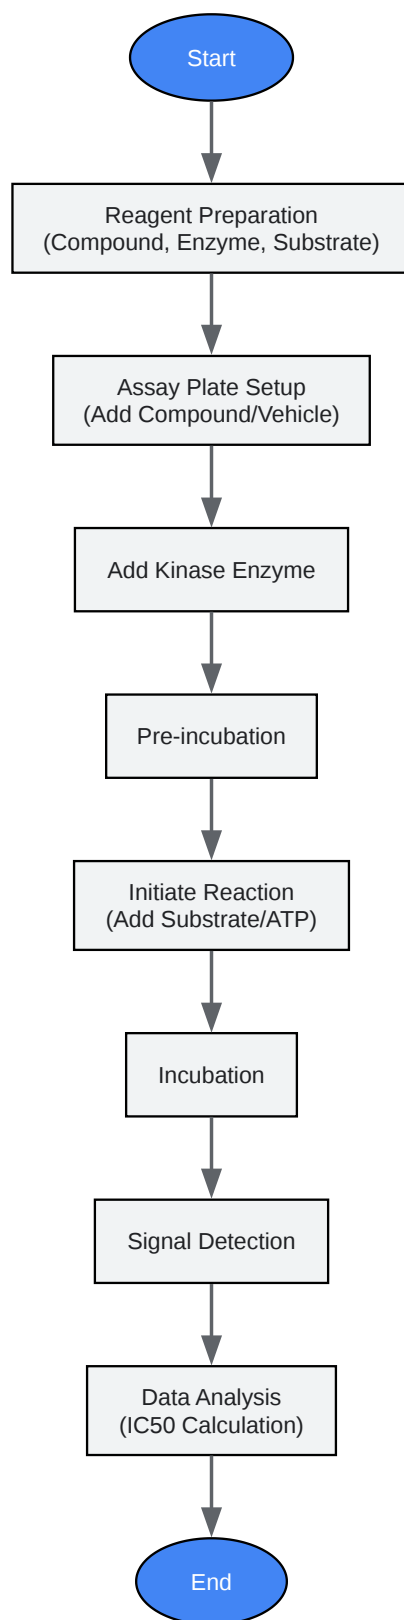 Start
Reagent Preparation
(Compound, Enzyme, Substrate)
Assay Plate Setup
(Add Compound/Vehicle)
Add Kinase Enzyme
Pre-incubation
Initiate Reaction
(Add Substrate/ATP)
Incubation
Signal Detection
Data Analysis
(IC50 Calculation)
End